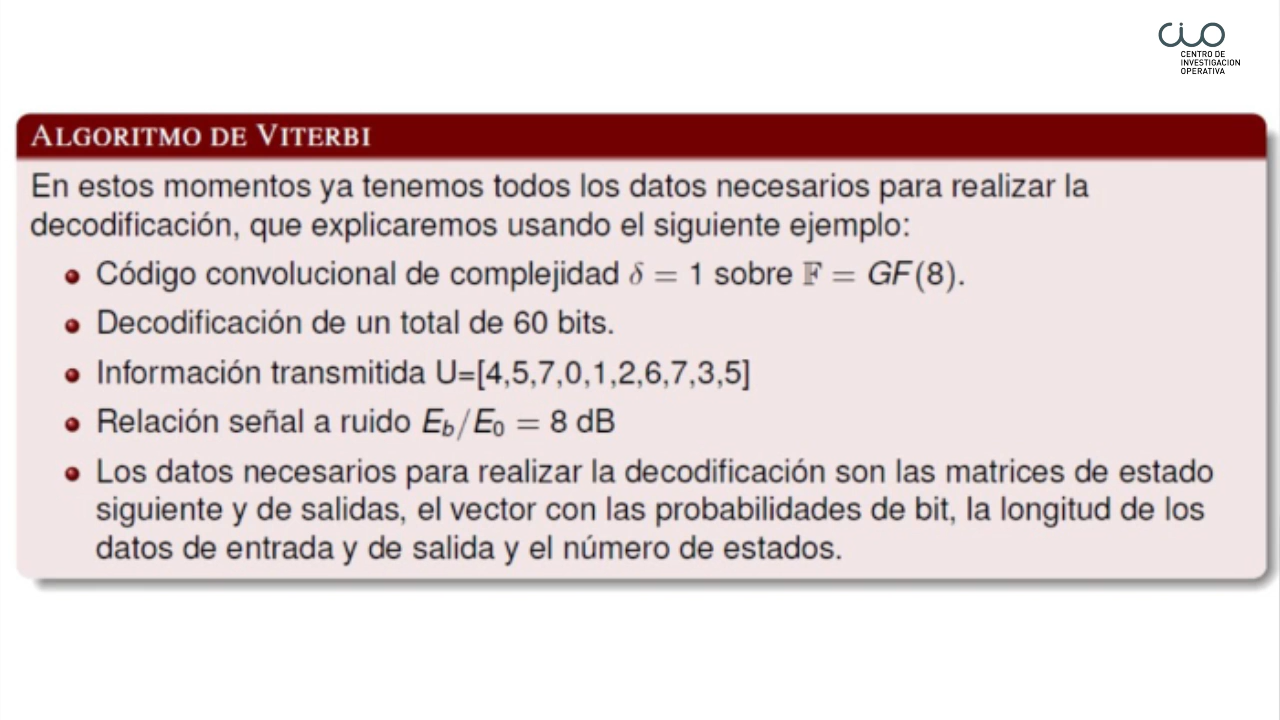 CIO
CENTRO DE
INVESTIGACION
OPERATIVA
ALGORITMO DE VITERBI
En estos momentos ya tenemos todos los datos necesarios para realizar la
decodificación, que explicaremos usando el siguiente ejemplo:
Código convolucional de complejidad δ = 1 sobre 𝔽 = GF(8).
Decodificación de un total de 60 bits.
Información transmitida U=[4,5,7,0,1,2,6,7,3,5]
Relación señal a ruido E_b/E_0 = 8 dB
Los datos necesarios para realizar la decodificación son las matrices de estado
siguiente y de salidas, el vector con las probabilidades de bit, la longitud de los
datos de entrada y de salida y el número de estados.